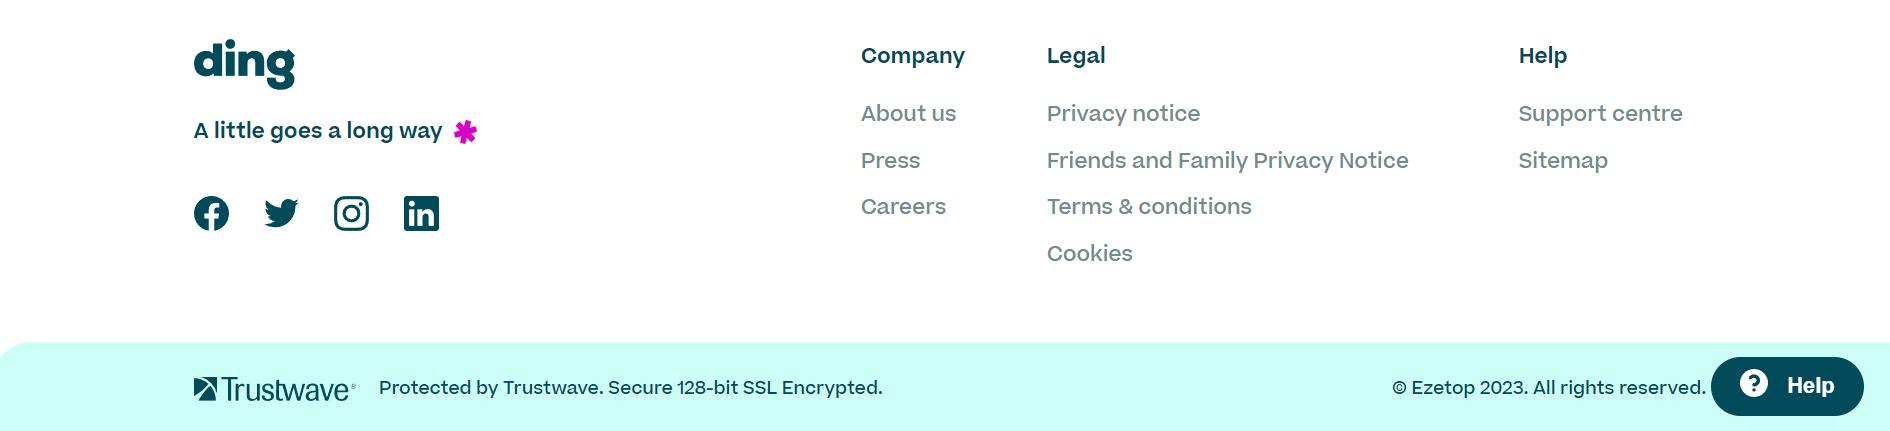 ding
A little goes a long way
Company
About us
Press
Careers
Legal
Privacy notice
Friends and Family Privacy Notice
Terms & conditions
Cookies
Help
Support centre
Sitemap
Trustwave®
Protected by Trustwave. Secure 128-bit SSL Encrypted.
© Ezetop 2023. All rights reserved.
? Help